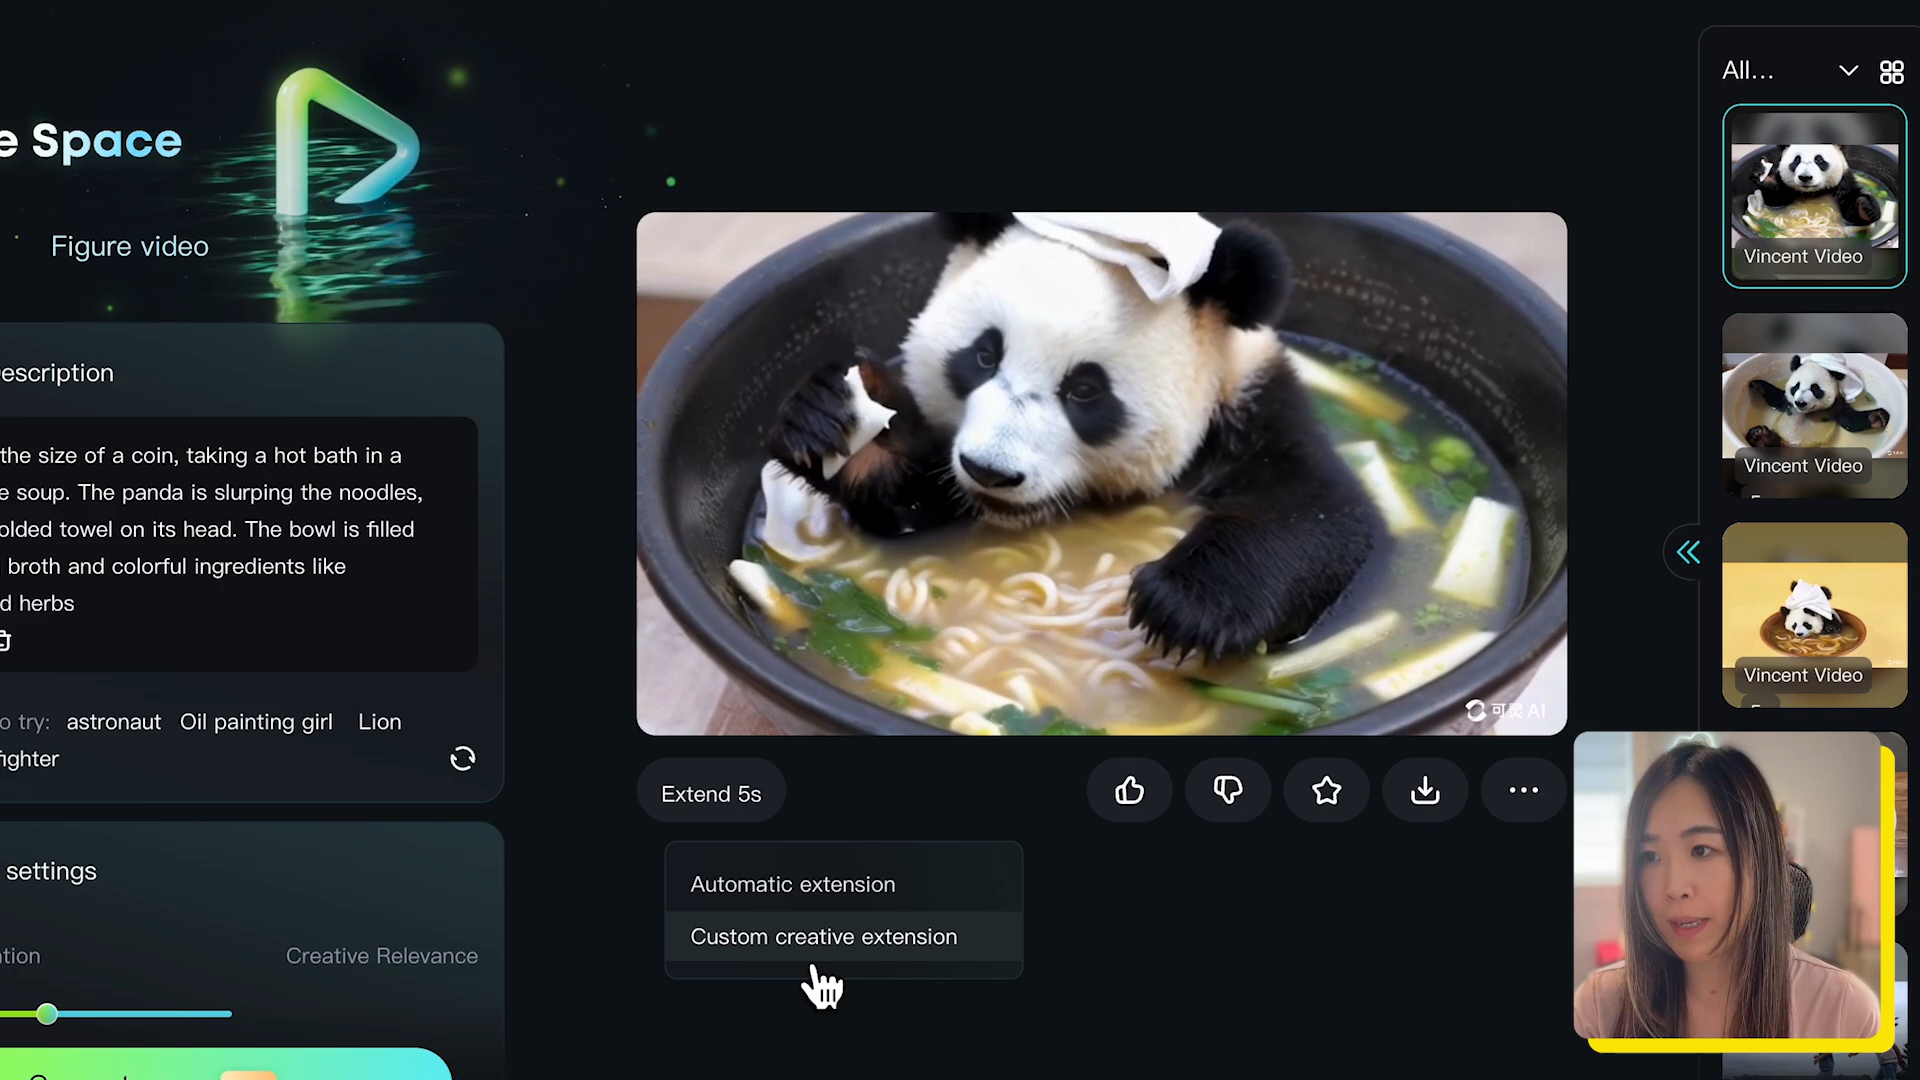 e Space
Figure video
escription
the size of a coin, taking a hot bath in a
e soup. The panda is slurping the noodles,
olded towel on its head. The bowl is filled
broth and colorful ingredients like
d herbs
o try: astronaut Oil painting girl Lion
ighter
settings
tion
Creative Relevance
可灵 AI
Extend 5s
Automatic extension
Custom creative extension
All...
Vincent Video
Vincent Video
Vincent Video